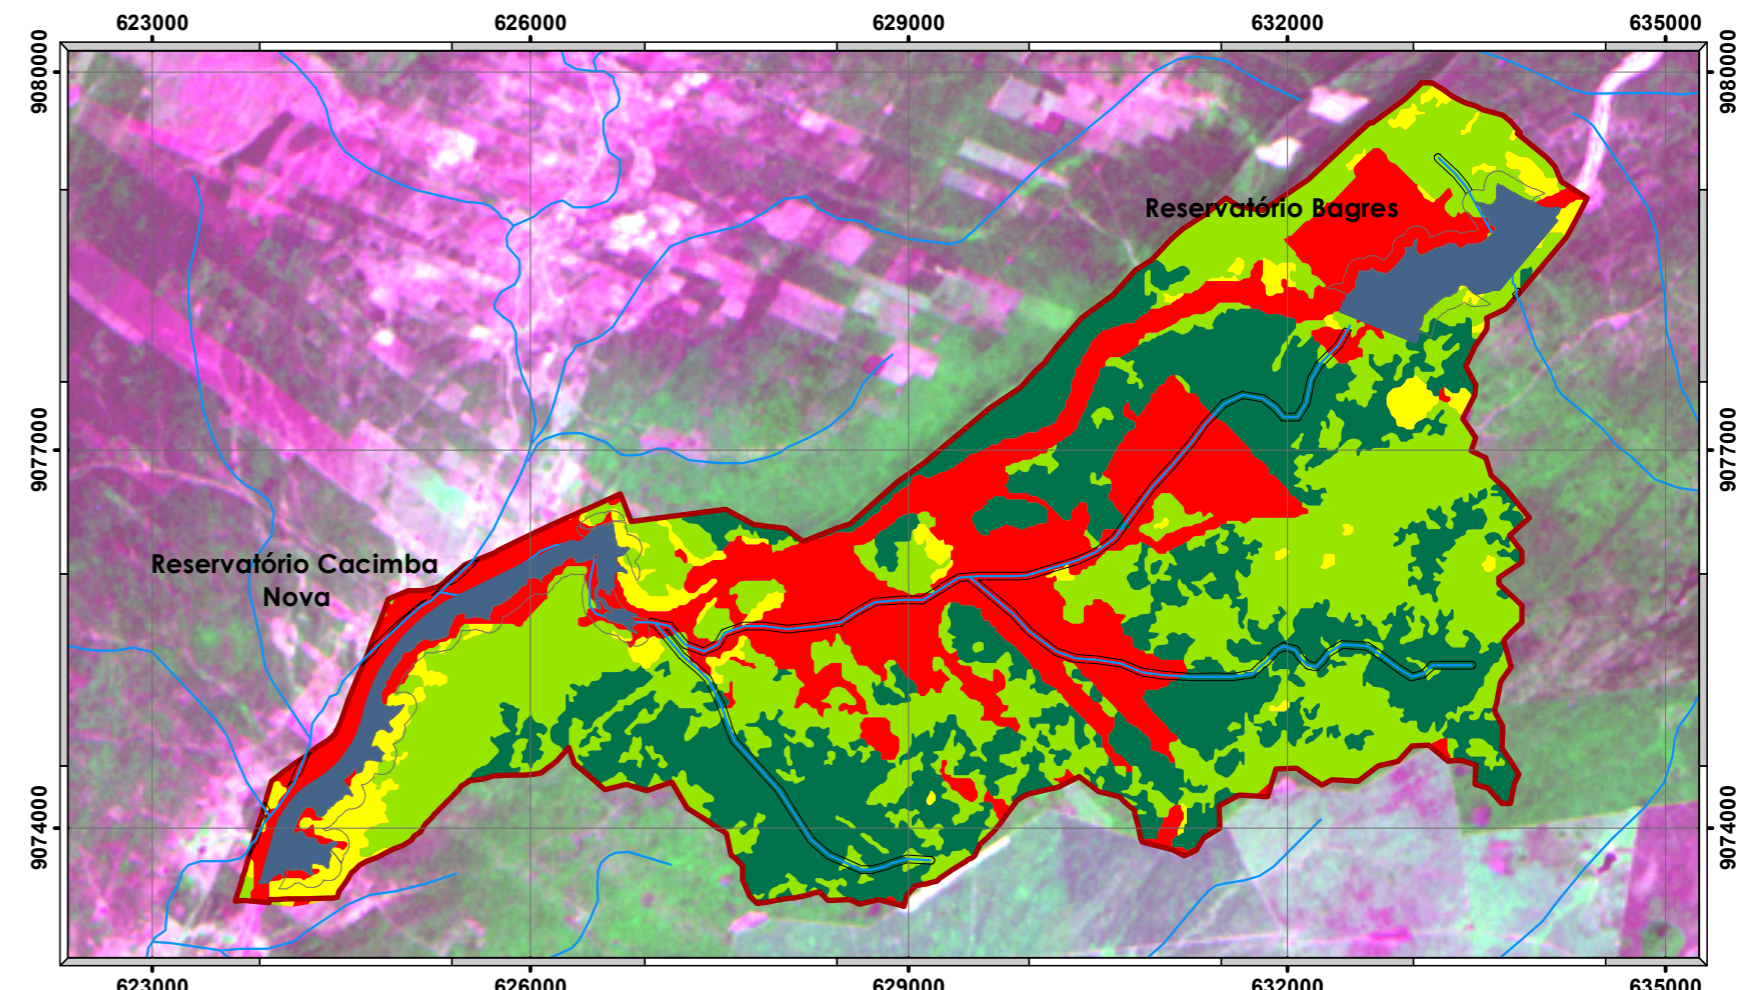 623000 626000 629000 632000 635000
9080000 9080000
Reservatório Bagres
9077000 9077000
Reservatório Cacimba
Nova
9074000 9074000
623000 626000 629000 632000 635000